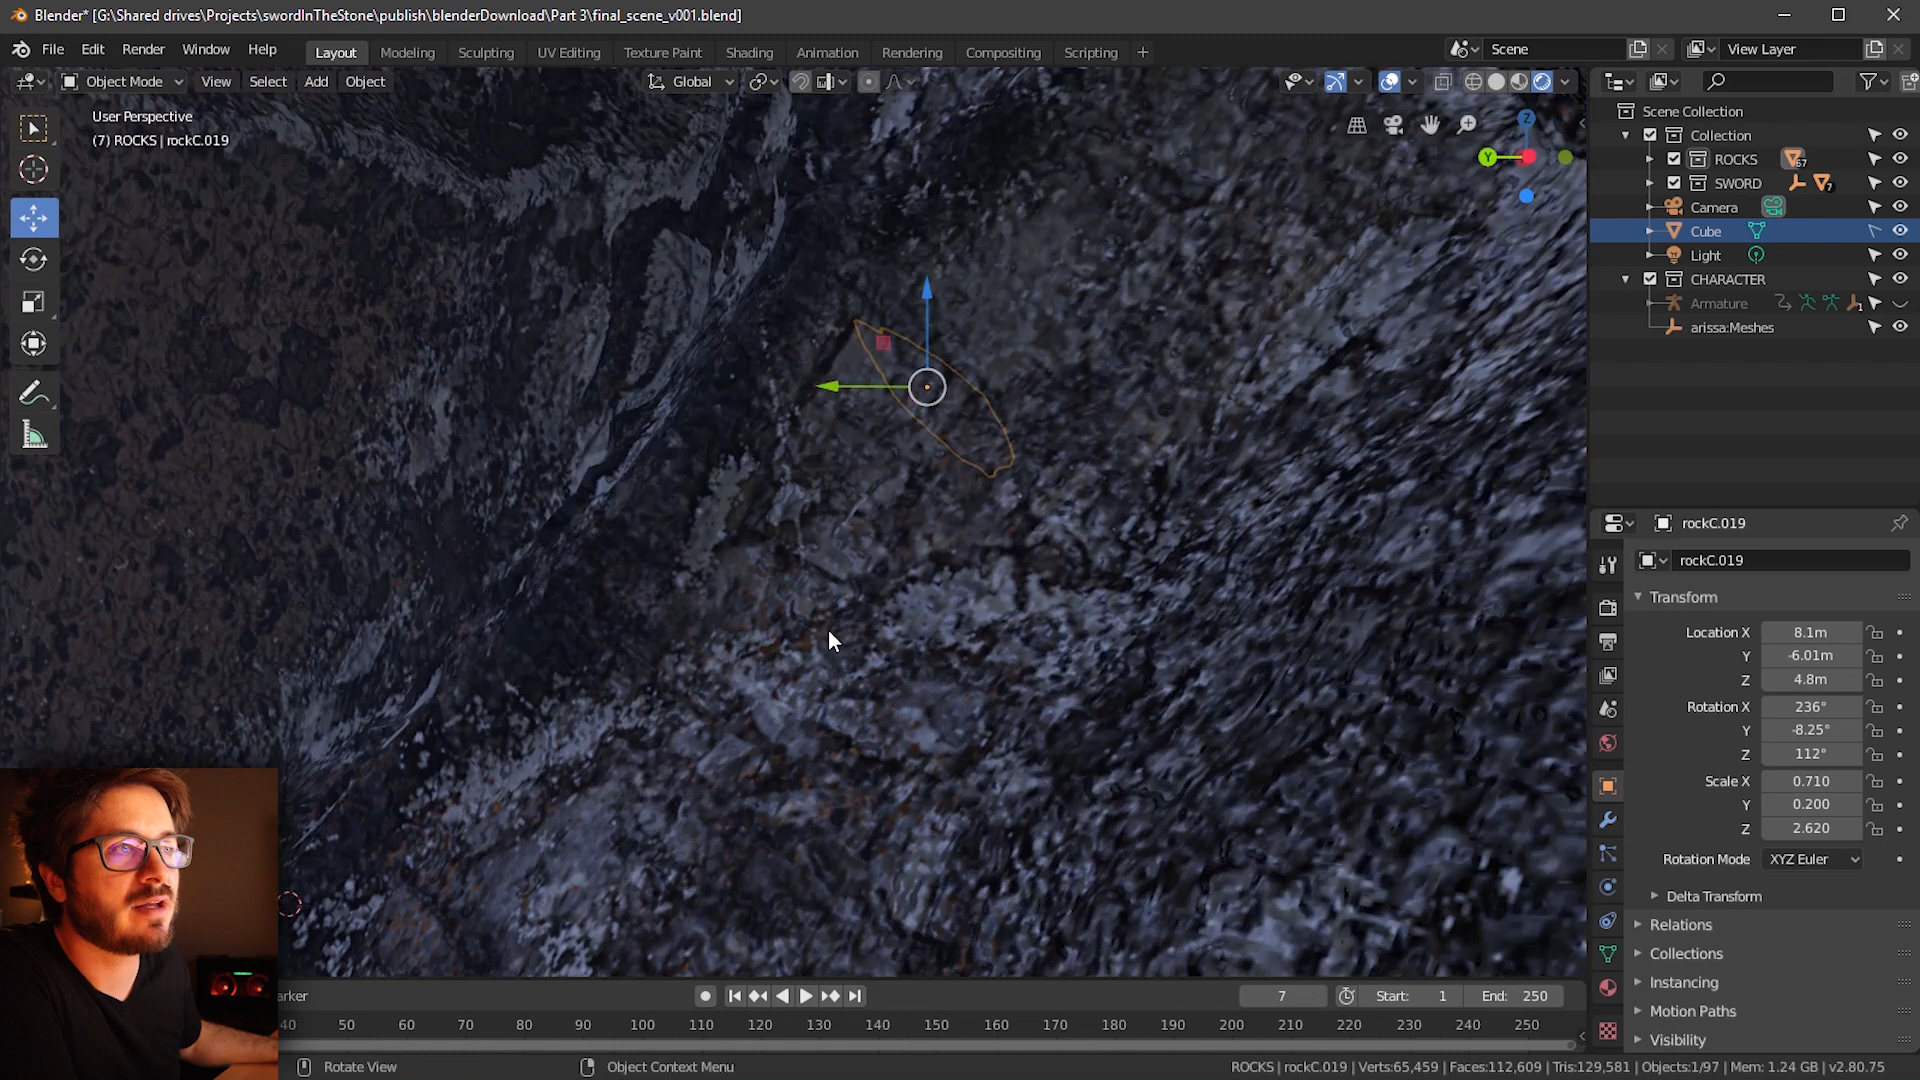 Blender* [G:\Shared drives\Projects\swordInTheStone\publish\blenderDownload\Part 3\final_scene_v001.blend]
File Edit Render Window Help Layout Modeling Sculpting UV Editing Texture Paint Shading Animation Rendering Compositing Scripting + Scene View Layer
Object Mode View Select Add Object Global
User Perspective
(7) ROCKS | rockC.019
Z
Y
Scene Collection
Collection
ROCKS 67
SWORD 7
Camera
Cube
Light
CHARACTER
Armature 1
arissa:Meshes
rockC.019
rockC.019
Transform
Location X 8.1m
Y -6.01m
Z 4.8m
Rotation X 236°
Y -8.25°
Z 112°
Scale X 0.710
Y 0.200
Z 2.620
Rotation Mode XYZ Euler
Delta Transform
Relations
Collections
Instancing
Motion Paths
Visibility
arker 7 Start: 1 End: 250
40 50 60 70 80 90 100 110 120 130 140 150 160 170 180 190 200 210 220 230 240 250
Rotate View Object Context Menu ROCKS | rockC.019 | Verts:65,459 | Faces:112,609 | Tris:129,581 | Objects:1/97 | Mem: 1.24 GB | v2.80.75